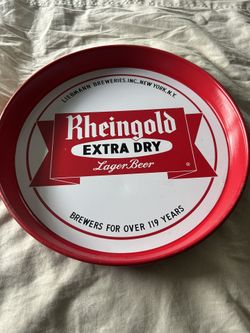 LIEBMANN BREWERIES, INC., NEW YORK, N.Y.
Rheingold
EXTRA DRY
Lager Beer
®
BREWERS FOR OVER 119 YEARS